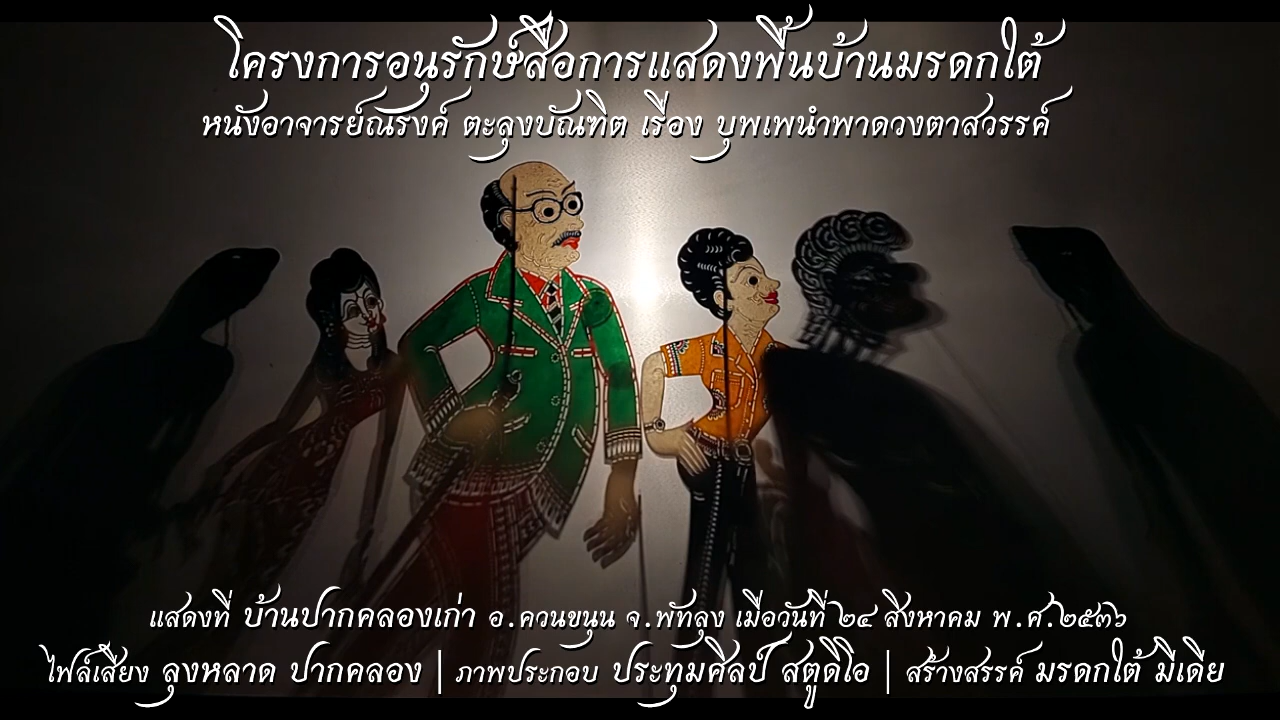 โครงการอนุรักษ์สื่อการแสดงพื้นบ้านมรดกใต้
หนังอาจารย์ณรงค์ ตะลุงบัณฑิต เรื่อง บุพเพนำพาดวงตาสวรรค์
แสดงที่ บ้านปากคลองเก่า อ.ควนขนุน จ.พัทลุง เมื่อวันที่ ๒๔ สิงหาคม พ.ศ.๒๕๓๖
ไฟล์เสียง ลุงหลาด ปากคลอง | ภาพประกอบ ประทุมศิลป์ สตูดิโอ | สร้างสรรค์ มรดกใต้ มีเดีย